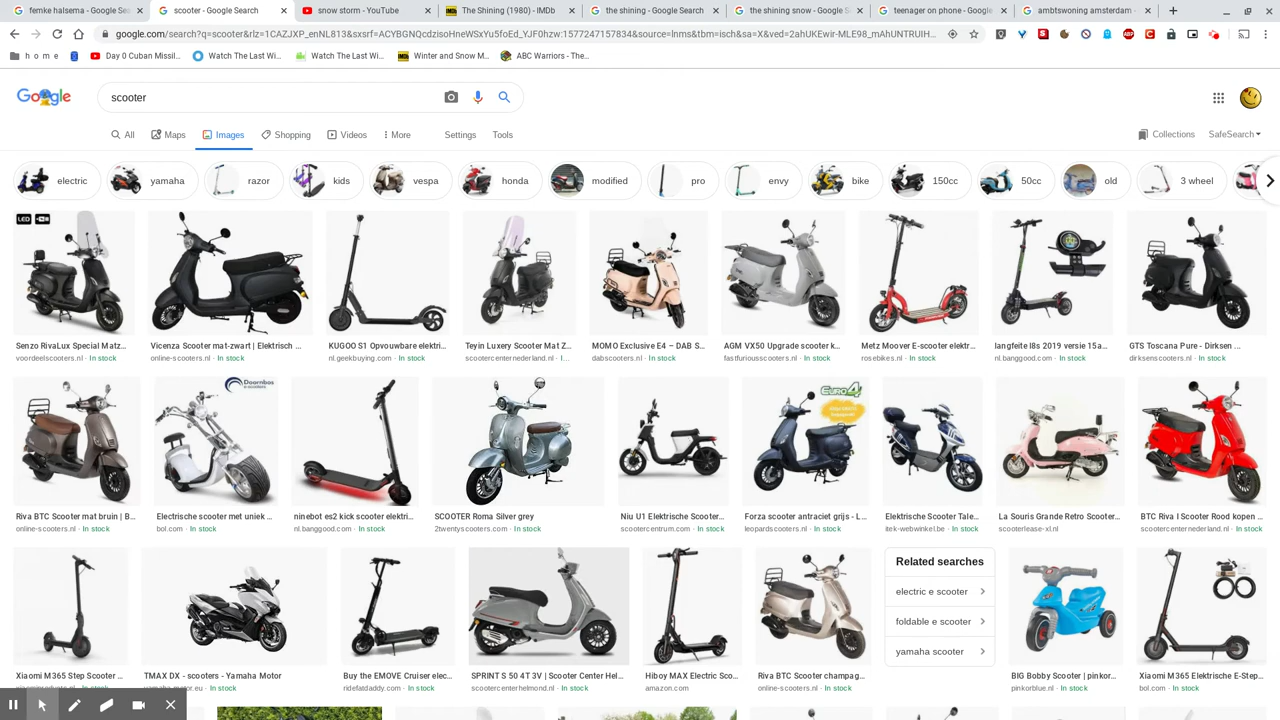 femke halsema - Google Sea
scooter - Google Search
snow storm - YouTube
The Shining (1980) - IMDb
the shining - Google Search
the shining snow - Google S
teenager on phone - Google
ambtswoning amsterdam -
google.com/search?q=scooter&rlz=1CAZJXP_enNL813&sxsrf=ACYBGNQcdzisoHneWSxYu5foEd_YJF0hzw:1577247157834&source=lnms&tbm=isch&sa=X&ved=2ahUKEwir-MLE98_mAhUNTRUIH...
h o m e
Day 0 Cuban Missil...
Watch The Last Wi...
Watch The Last Wi...
Winter and Snow M...
ABC Warriors - The...
Google
scooter
All
Maps
Images
Shopping
Videos
More
Settings
Tools
Collections
SafeSearch
electric
yamaha
razor
kids
vespa
honda
modified
pro
envy
bike
150cc
50cc
old
3 wheel
LED
Senzo RivaLux Special Matz...
voordeelscooters.nl · In stock
Vicenza Scooter mat-zwart | Elektrisch ...
online-scooters.nl · In stock
KUGOO S1 Opvouwbare elektri...
nl.geekbuying.com · In stock
Teyin Luxery Scooter Mat Z...
scootercenternederland.nl · I...
MOMO Exclusive E4 – DAB S...
dabscooters.nl · In stock
AGM VX50 Upgrade scooter k...
fastfuriousscooters.nl · In stock
Metz Moover E-scooter elektr...
rosebikes.nl · In stock
langfeite l8s 2019 versie 15a...
nl.banggood.com · In stock
GTS Toscana Pure - Dirksen ...
dirksenscooters.nl · In stock
Doornbos
e-scooters
EURO4
Riva BTC Scooter mat bruin | B...
online-scooters.nl · In stock
Electrische scooter met uniek ...
bol.com · In stock
ninebot es2 kick scooter elektri...
nl.banggood.com · In stock
SCOOTER Roma Silver grey
2twentyscooters.com · In stock
Niu U1 Elektrische Scooter...
scootercentrum.com · In stock
Forza scooter antraciet grijs - L...
leopardscooters.nl · In stock
Elektrische Scooter Tale...
itek-webwinkel.be · In stock
La Souris Grande Retro Scooter...
scooterlease-xl.nl
BTC Riva I Scooter Rood kopen ...
scootercenternederland.nl · In stock
Related searches
electric e scooter
foldable e scooter
yamaha scooter
Xiaomi M365 Step Scooter ...
In stock
TMAX DX - scooters - Yamaha Motor
yamaha-motor.eu · In stock
Buy the EMOVE Cruiser elec...
ridefatdaddy.com · In stock
SPRINT S 50 4T 3V | Scooter Center Hel...
scootercenterhelmond.nl · In stock
Hiboy MAX Electric Sco...
amazon.com
Riva BTC Scooter champag...
online-scooters.nl · In stock
BIG Bobby Scooter | pinkor...
pinkorblue.nl · In stock
Xiaomi M365 Elektrische E-Step...
bol.com · In stock